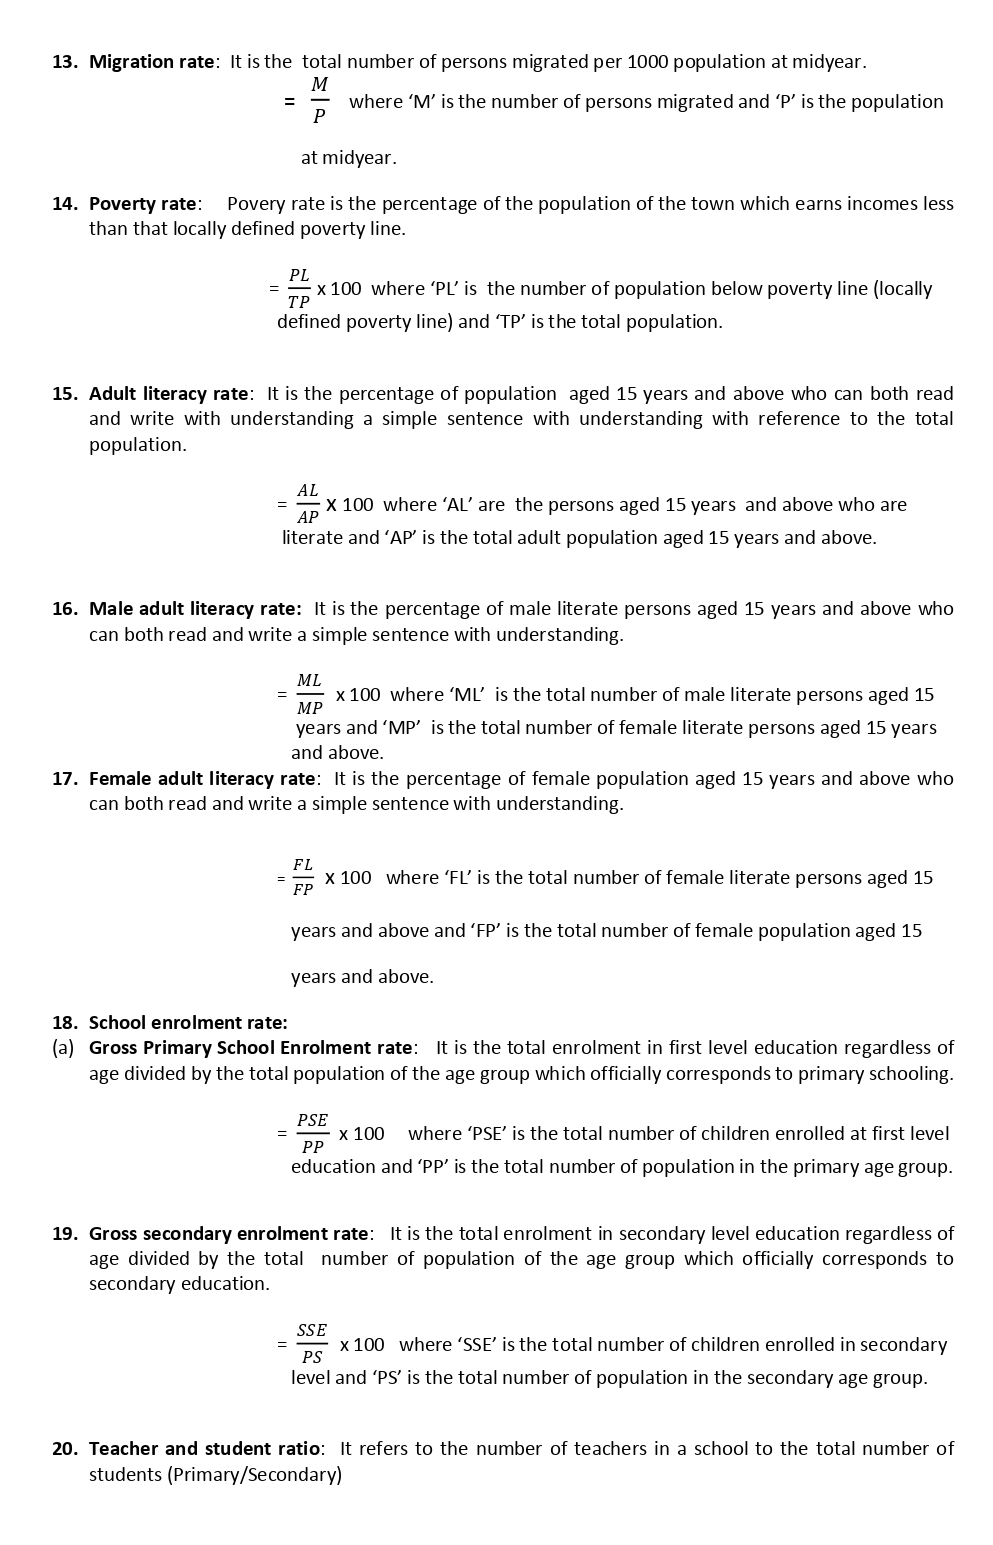 13. Migration rate: It is the total number of persons migrated per 1000 population at midyear.
= M/P where ‘M’ is the number of persons migrated and ‘P’ is the population
at midyear.
14. Poverty rate: Povery rate is the percentage of the population of the town which earns incomes less
than that locally defined poverty line.
= PL/TP x 100 where ‘PL’ is the number of population below poverty line (locally
defined poverty line) and ‘TP’ is the total population.
15. Adult literacy rate: It is the percentage of population aged 15 years and above who can both read
and write with understanding a simple sentence with understanding with reference to the total
population.
= AL/AP X 100 where ‘AL’ are the persons aged 15 years and above who are
literate and ‘AP’ is the total adult population aged 15 years and above.
16. Male adult literacy rate: It is the percentage of male literate persons aged 15 years and above who
can both read and write a simple sentence with understanding.
= ML/MP x 100 where ‘ML’ is the total number of male literate persons aged 15
years and ‘MP’ is the total number of female literate persons aged 15 years
and above.
17. Female adult literacy rate: It is the percentage of female population aged 15 years and above who
can both read and write a simple sentence with understanding.
= FL/FP X 100 where ‘FL’ is the total number of female literate persons aged 15
years and above and ‘FP’ is the total number of female population aged 15
years and above.
18. School enrolment rate:
(a) Gross Primary School Enrolment rate: It is the total enrolment in first level education regardless of
age divided by the total population of the age group which officially corresponds to primary schooling.
= PSE/PP x 100 where ‘PSE’ is the total number of children enrolled at first level
education and ‘PP’ is the total number of population in the primary age group.
19. Gross secondary enrolment rate: It is the total enrolment in secondary level education regardless of
age divided by the total number of population of the age group which officially corresponds to
secondary education.
= SSE/PS x 100 where ‘SSE’ is the total number of children enrolled in secondary
level and ‘PS’ is the total number of population in the secondary age group.
20. Teacher and student ratio: It refers to the number of teachers in a school to the total number of
students (Primary/Secondary)